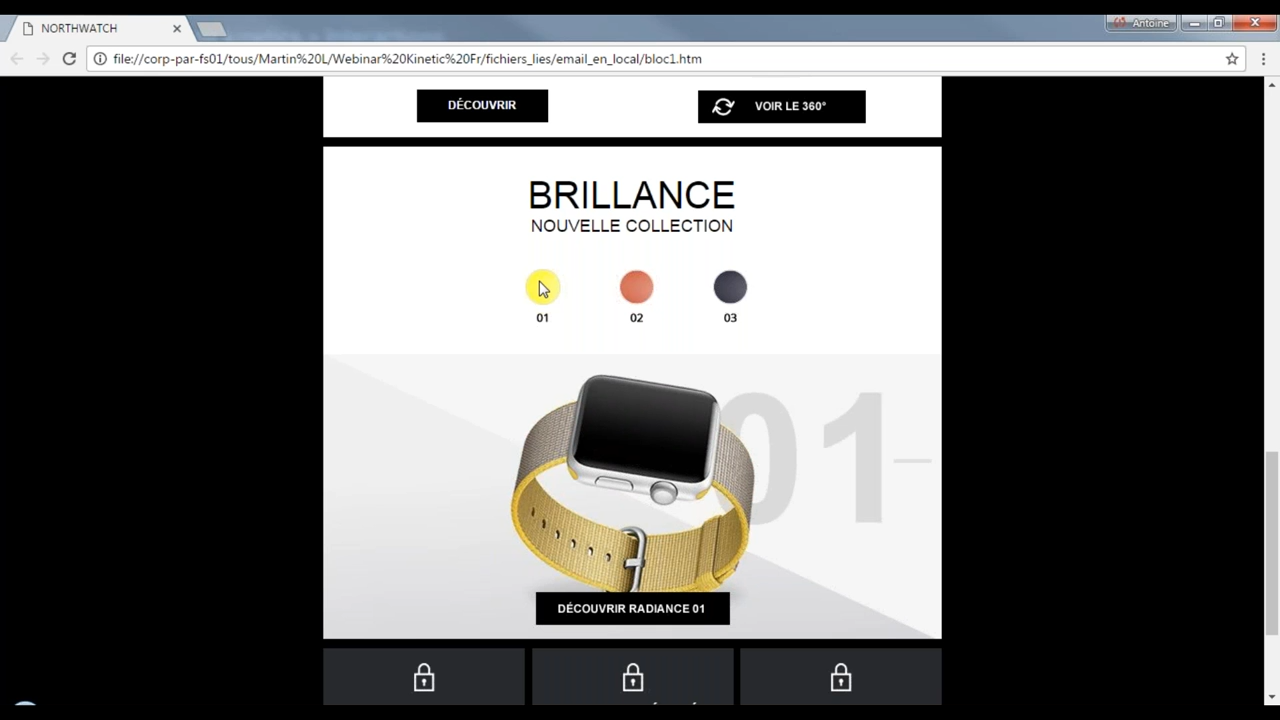 NORTHWATCH
Antoine
file://corp-par-fs01/tous/Martin%20L/Webinar%20Kinetic%20Fr/fichiers_lies/email_en_local/bloc1.htm
DÉCOUVRIR
VOIR LE 360°
BRILLANCE
NOUVELLE COLLECTION
01
02
03
01
DÉCOUVRIR RADIANCE 01